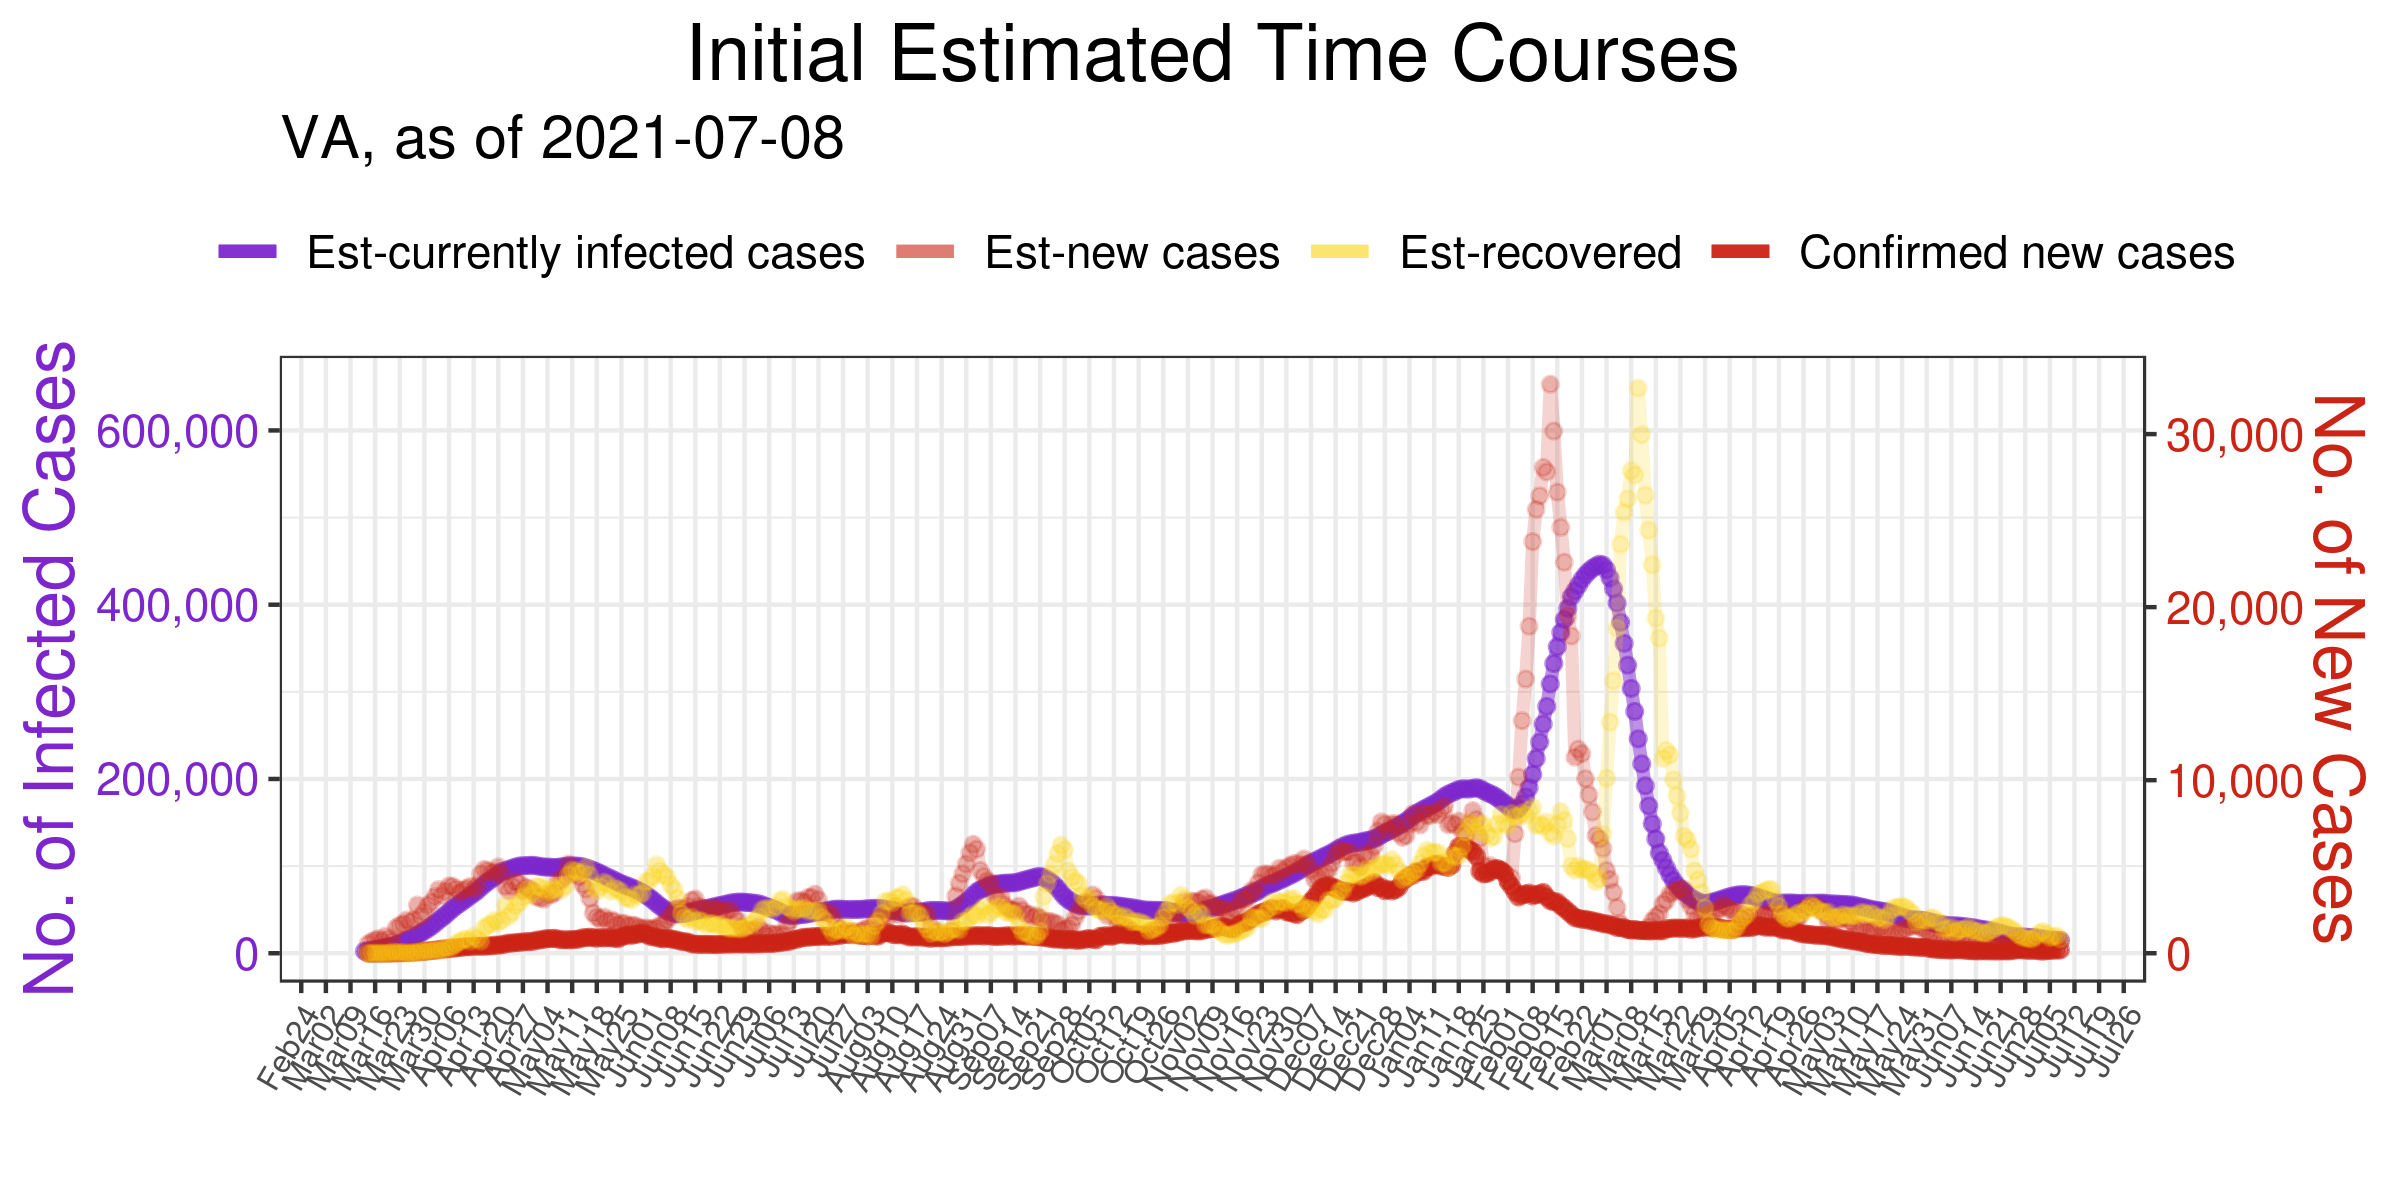 Initial Estimated Time Courses
VA, as of 2021-07-08
Est-currently infected cases
Est-new cases
Est-recovered
Confirmed new cases
No. of Infected Cases
600,000
400,000
200,000
0
30,000
20,000
10,000
0
No. of New Cases
Feb24
Mar02
Mar09
Mar16
Mar23
Mar30
Apr06
Apr13
Apr20
Apr27
May04
May11
May18
May25
Jun01
Jun08
Jun15
Jun22
Jun29
Jul06
Jul13
Jul20
Jul27
Aug03
Aug10
Aug17
Aug24
Aug31
Sep07
Sep14
Sep21
Sep28
Oct05
Oct12
Oct19
Oct26
Nov02
Nov09
Nov16
Nov23
Nov30
Dec07
Dec14
Dec21
Dec28
Jan04
Jan11
Jan18
Jan25
Feb01
Feb08
Feb15
Feb22
Mar01
Mar08
Mar15
Mar22
Mar29
Apr05
Apr12
Apr19
Apr26
May03
May10
May17
May24
May31
Jun07
Jun14
Jun21
Jun28
Jul05
Jul12
Jul19
Jul26